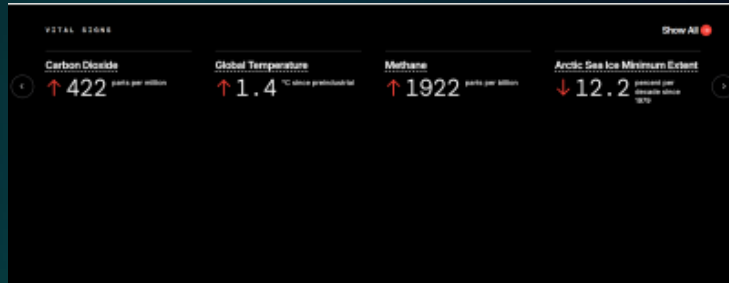 VITAL SIGNS
Show All
Carbon Dioxide
↑ 422 parts per million
Global Temperature
↑ 1.4 °C since preindustrial
Methane
↑ 1922 parts per billion
Arctic Sea Ice Minimum Extent
↓ 12.2 percent per
decade since
1979